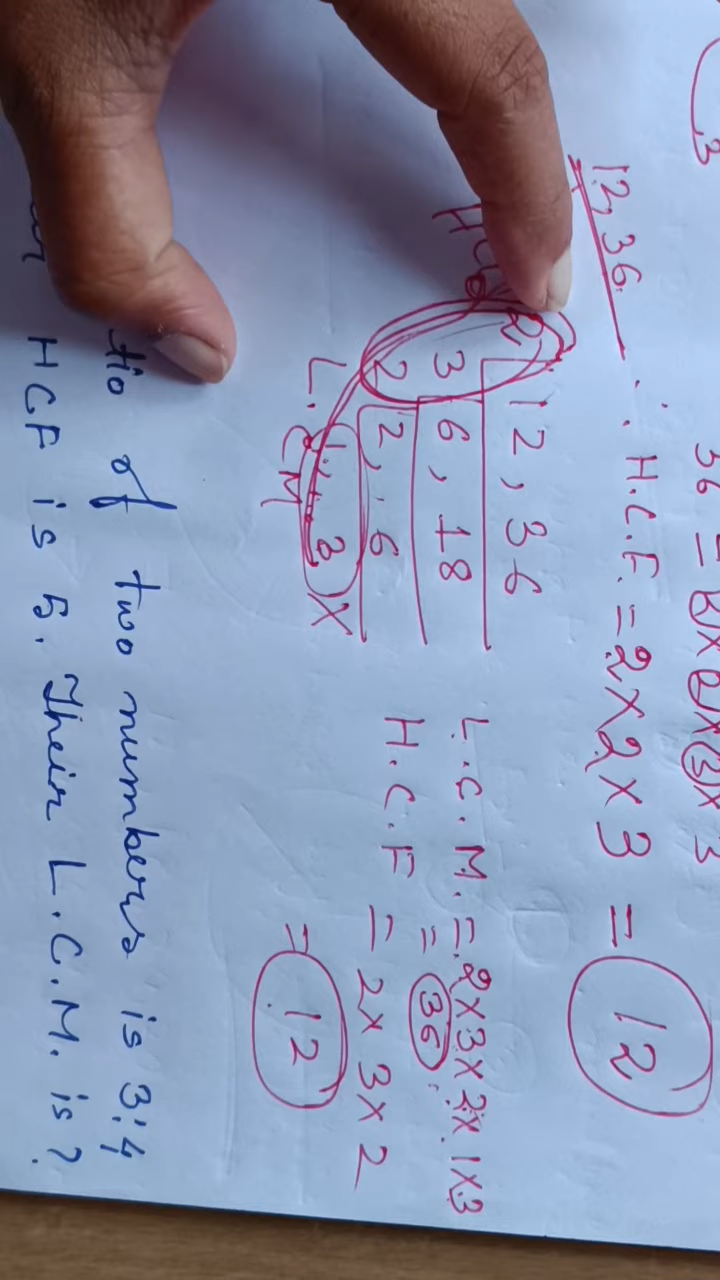 3
36 = 2 x 2 x 3 x 3
12, 36 ∴ H.C.F. = 2 x 2 x 3 = 12
2 12, 36
3 6, 18
2 2, 6
1, 3 X
L.CM
L.C.M. = 2 x 3 x 2 x 1 x 3
= 36
H.C.F = 2 x 3 x 2
= 12
of two numbers is 3:4
HCF is 5. Their L.C.M. is?